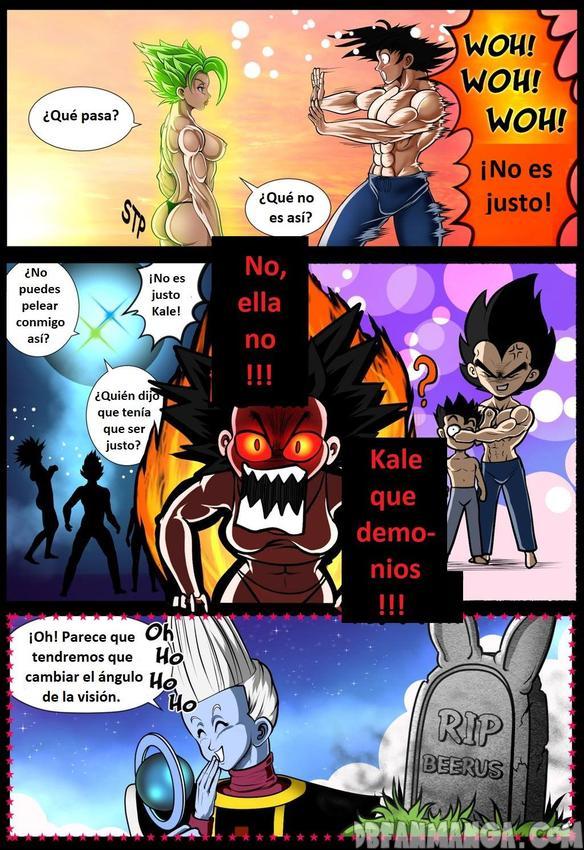 ¿Qué pasa?
STP
¿Qué no
es así?
WOH!
WOH!
WOH!
¡No es
justo!
¿No
puedes
pelear
conmigo
así?
¡No es
justo
Kale!
¿Quién dijo
que tenía
que ser
justo?
No,
ella
no
!!!
?
Kale
que
demo-
nios
!!!
¡Oh! Parece que
tendremos que
cambiar el ángulo
de la visión.
Oh
Ho
Ho
Ho
RIP
BEERUS
DBFANMANGA.COM